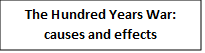 The Hundred Years War:
causes and effects